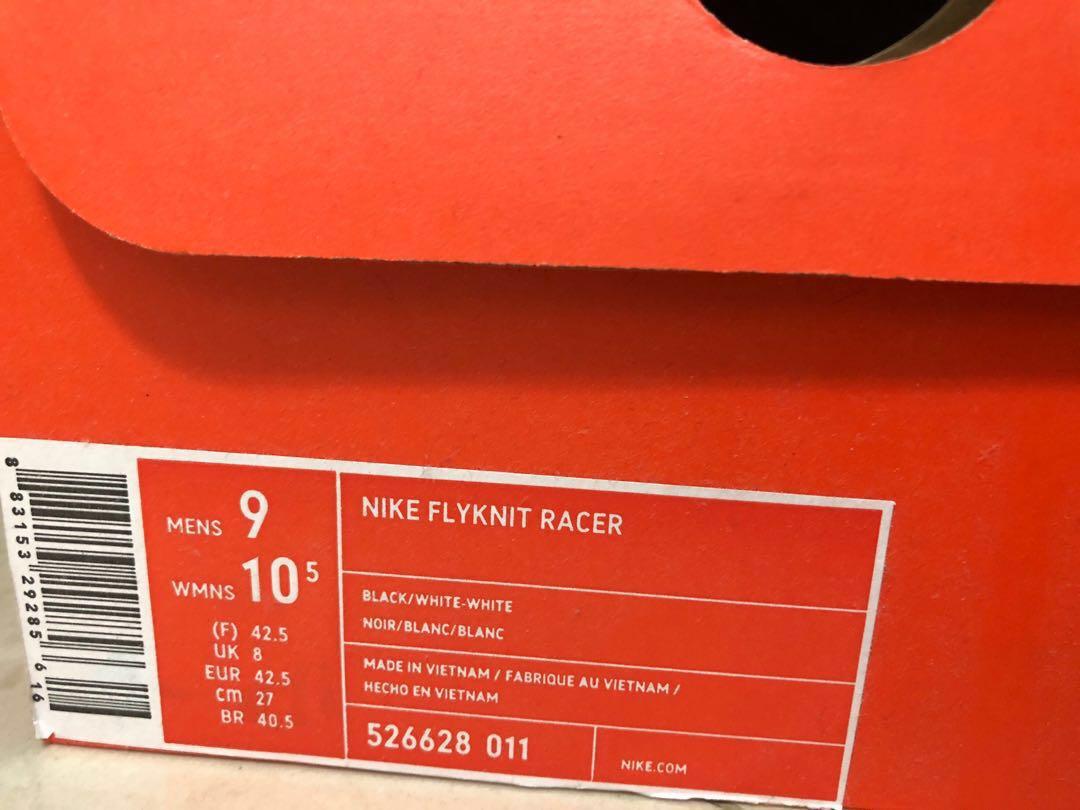 8 83153 29285 6 16
MENS 9
WMNS 10⁵
(F) 42.5
UK 8
EUR 42.5
cm 27
BR 40.5
NIKE FLYKNIT RACER
BLACK/WHITE-WHITE
NOIR/BLANC/BLANC
MADE IN VIETNAM / FABRIQUE AU VIETNAM /
HECHO EN VIETNAM
526628 011
NIKE.COM